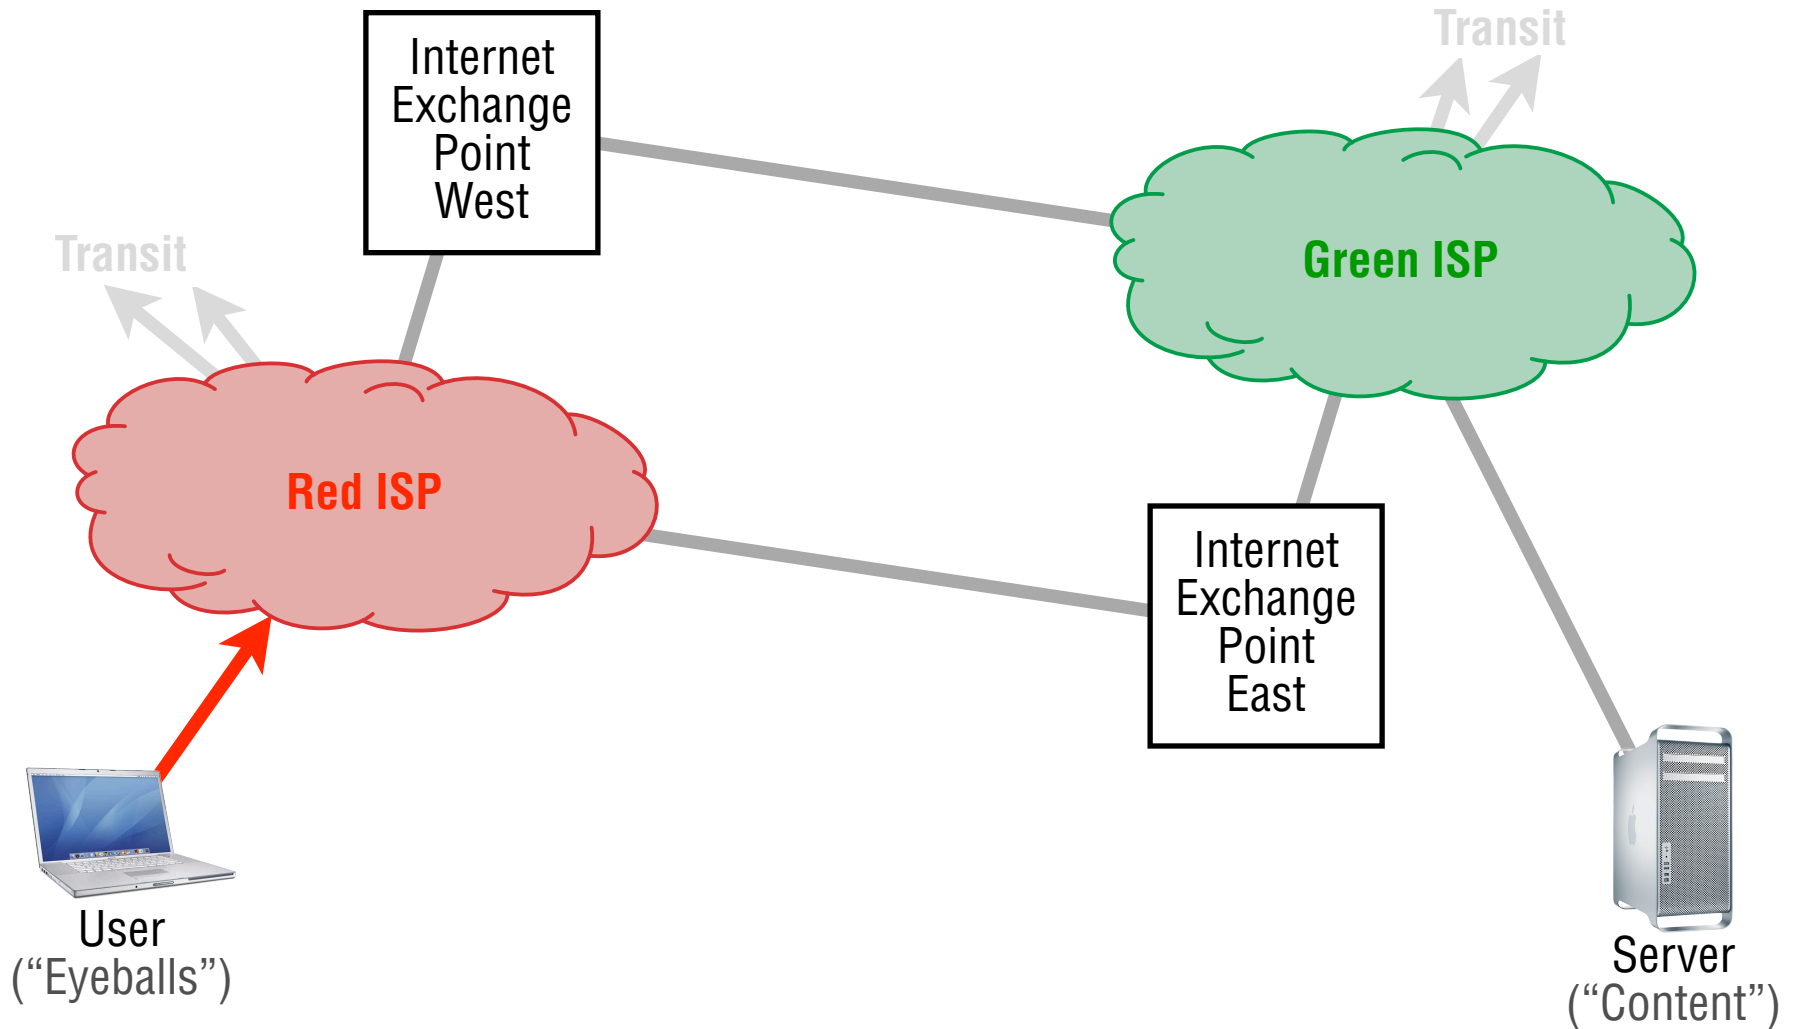 Transit
Internet
Exchange
Point
West
Transit
Green ISP
Red ISP
Internet
Exchange
Point
East
User
(“Eyeballs”)
Server
(“Content”)